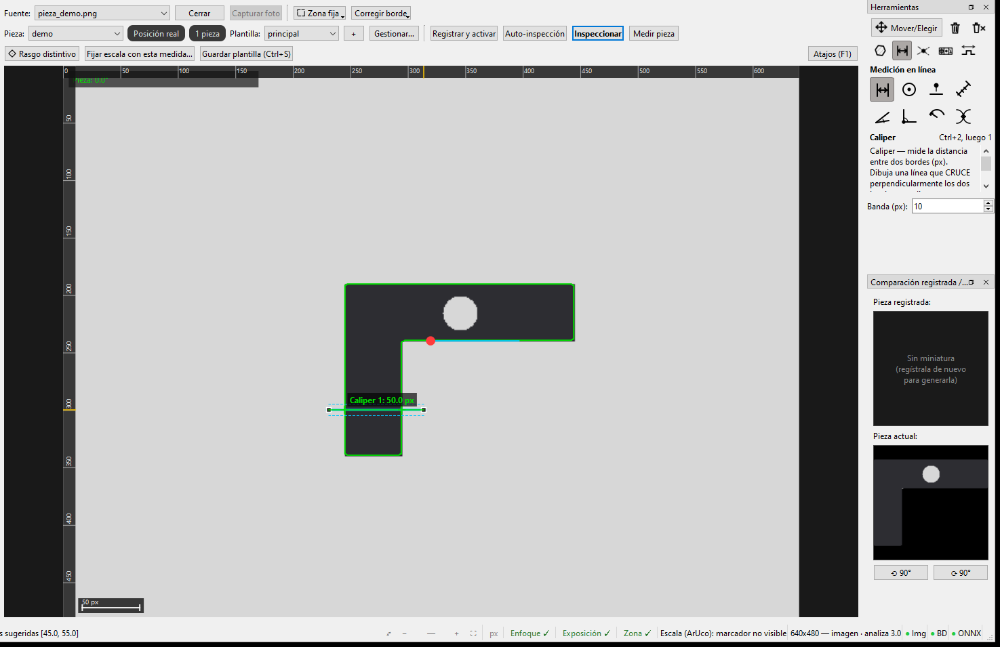 Fuente: pieza_demo.png Cerrar Capturar foto Zona fija Corregir borde
Pieza: demo Posición real 1 pieza Plantilla: principal + Gestionar... Registrar y activar Auto-inspección Inspeccionar Medir pieza
Rasgo distintivo Fijar escala con esta medida... Guardar plantilla (Ctrl+S) Atajos (F1)
0 50 100 150 200 250 300 350 400 450 500 550 600
Pieza: 0.0°
50
100
150
200
250
300
350
400
450
Caliper 1: 50.0 px
50 px
Herramientas
Mover/Elegir
Medición en línea
Caliper Ctrl+2, luego 1
Caliper — mide la distancia
entre dos bordes (px).
Dibuja una línea que CRUCE
perpendicularmente los dos
Banda (px): 10
Comparación registrada /...
Pieza registrada:
Sin miniatura
(regístrala de nuevo
para generarla)
Pieza actual:
90° 90°
s sugeridas [45.0, 55.0] px Enfoque ✓ Exposición ✓ Zona ✓ Escala (ArUco): marcador no visible 640x480 — imagen · analiza 3.0 Img BD ONNX